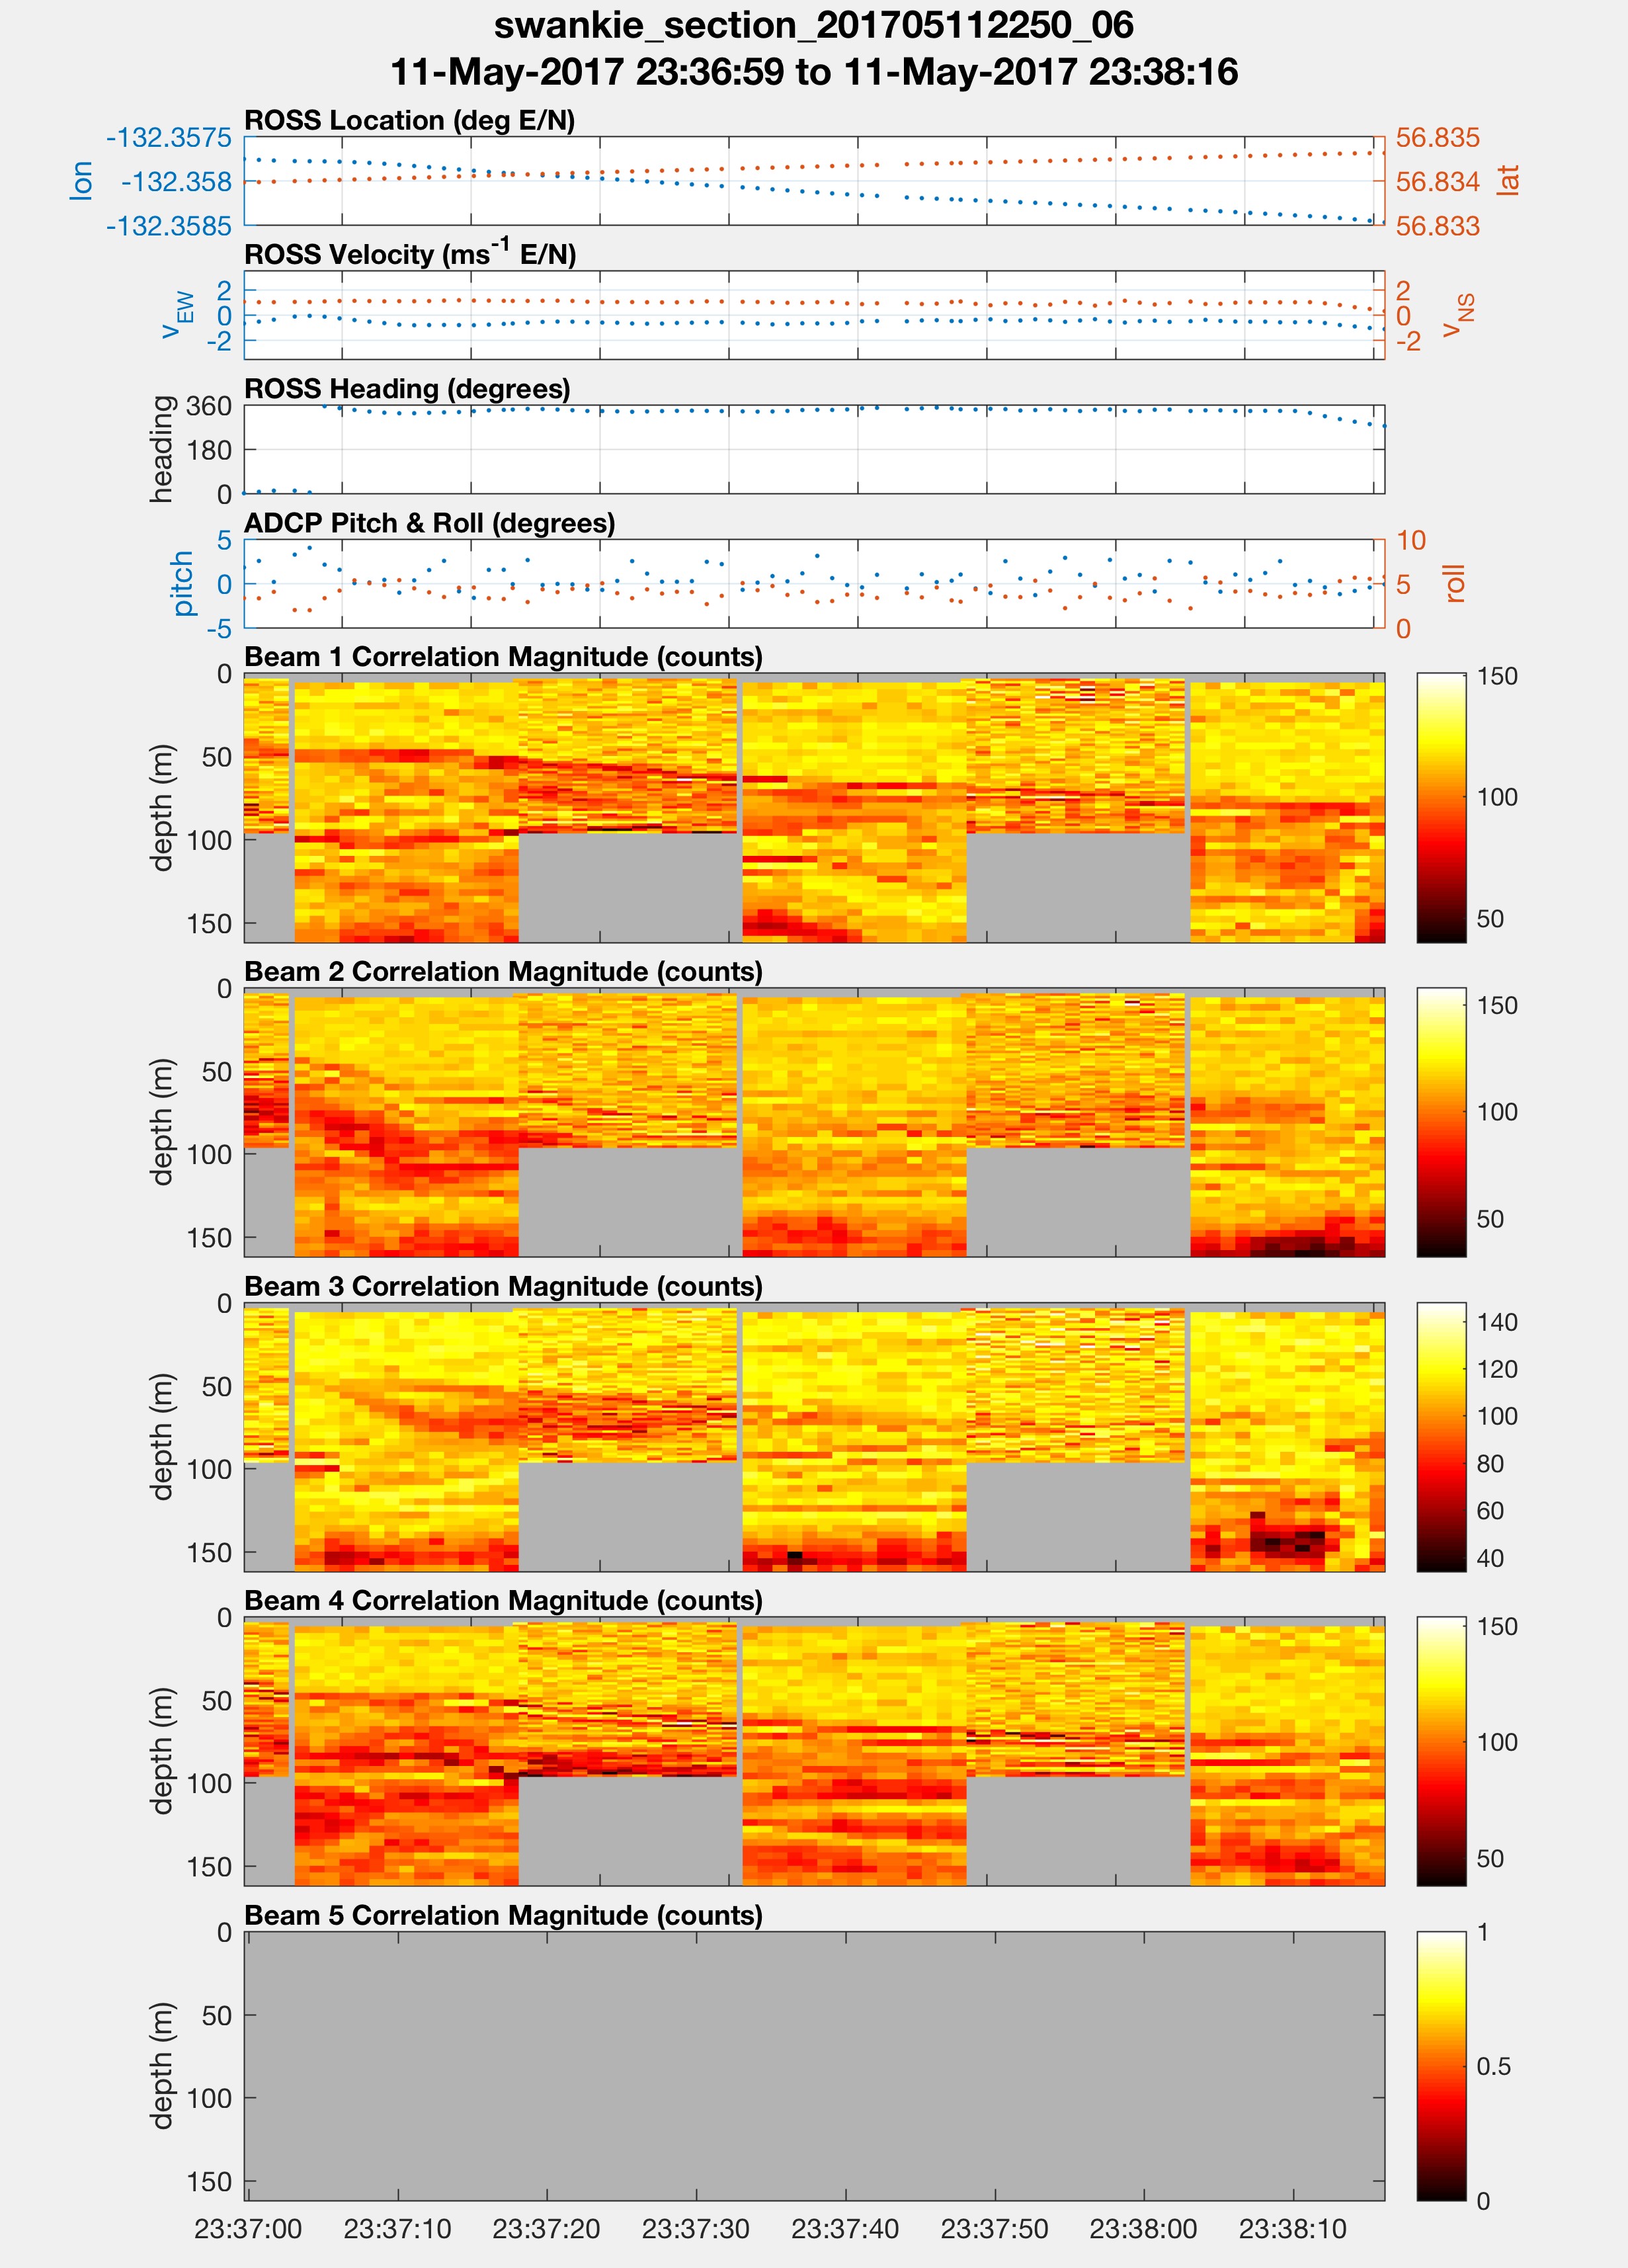 swankie_section_201705112250_06
11-May-2017 23:36:59 to 11-May-2017 23:38:16
ROSS Location (deg E/N)
-132.3575
-132.358
-132.3585
lon
56.835
56.834
56.833
lat
ROSS Velocity (ms-1 E/N)
2
0
-2
vEW
2
0
-2
vNS
ROSS Heading (degrees)
360
180
0
heading
ADCP Pitch & Roll (degrees)
5
0
-5
pitch
10
5
0
roll
Beam 1 Correlation Magnitude (counts)
0
50
100
150
depth (m)
150
100
50
Beam 2 Correlation Magnitude (counts)
0
50
100
150
depth (m)
150
100
50
Beam 3 Correlation Magnitude (counts)
0
50
100
150
depth (m)
140
120
100
80
60
40
Beam 4 Correlation Magnitude (counts)
0
50
100
150
depth (m)
150
100
50
Beam 5 Correlation Magnitude (counts)
0
50
100
150
depth (m)
1
0.5
0
23:37:00 23:37:10 23:37:20 23:37:30 23:37:40 23:37:50 23:38:00 23:38:10